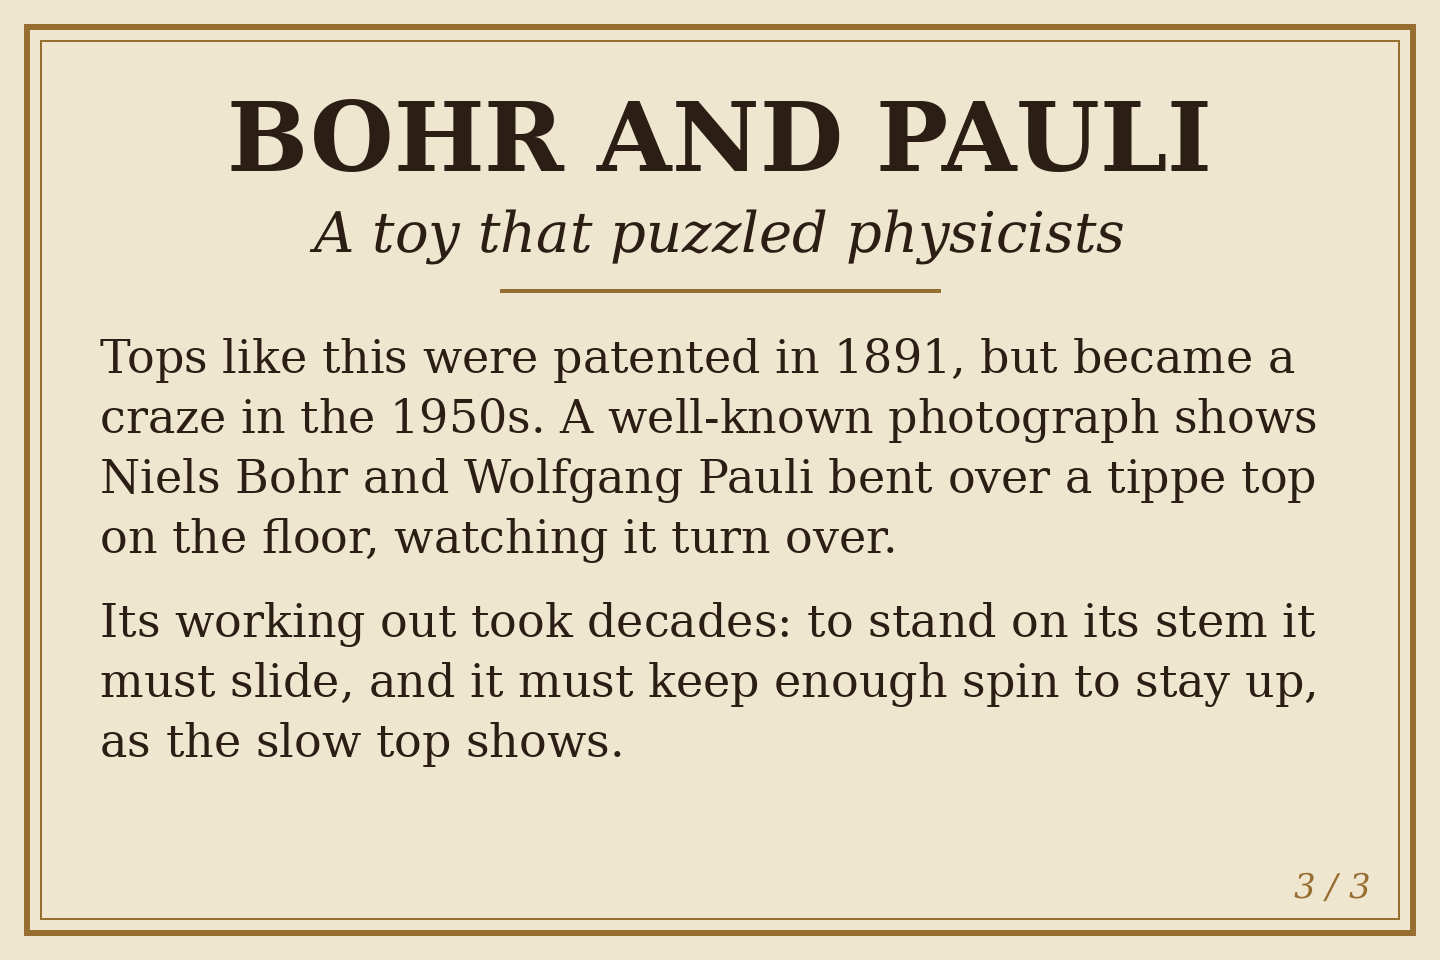 BOHR AND PAULI
A toy that puzzled physicists
Tops like this were patented in 1891, but became a
craze in the 1950s. A well-known photograph shows
Niels Bohr and Wolfgang Pauli bent over a tippe top
on the floor, watching it turn over.
Its working out took decades: to stand on its stem it
must slide, and it must keep enough spin to stay up,
as the slow top shows.
3 / 3